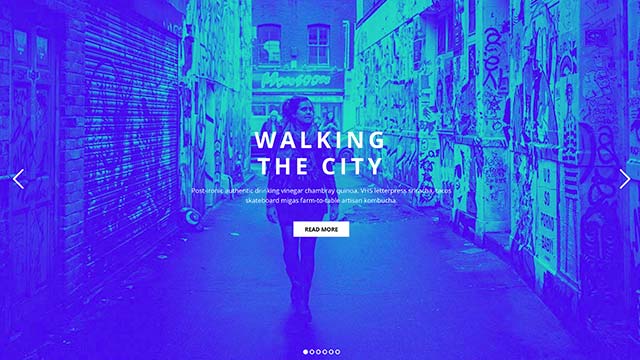 WALKING
THE CITY
Post-ironic authentic drinking vinegar chambray quinoa. VHS letterpress sriracha, tacos
skateboard migas farm-to-table artisan kombucha.
READ MORE